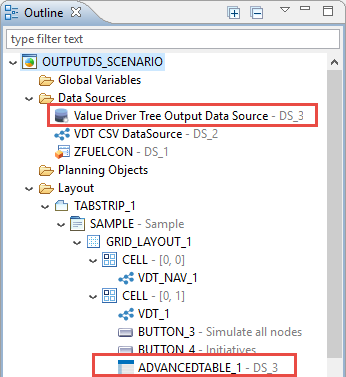 Outline
type filter text
OUTPUTDS_SCENARIO
Global Variables
Data Sources
Value Driver Tree Output Data Source - DS_3
VDT CSV DataSource - DS_2
ZFUELCON - DS_1
Planning Objects
Layout
TABSTRIP_1
SAMPLE - Sample
GRID_LAYOUT_1
CELL - [0, 0]
VDT_NAV_1
CELL - [0, 1]
VDT_1
BUTTON_3 - Simulate all nodes
BUTTON_4 - Initiatives
ADVANCEDTABLE_1 - DS_3